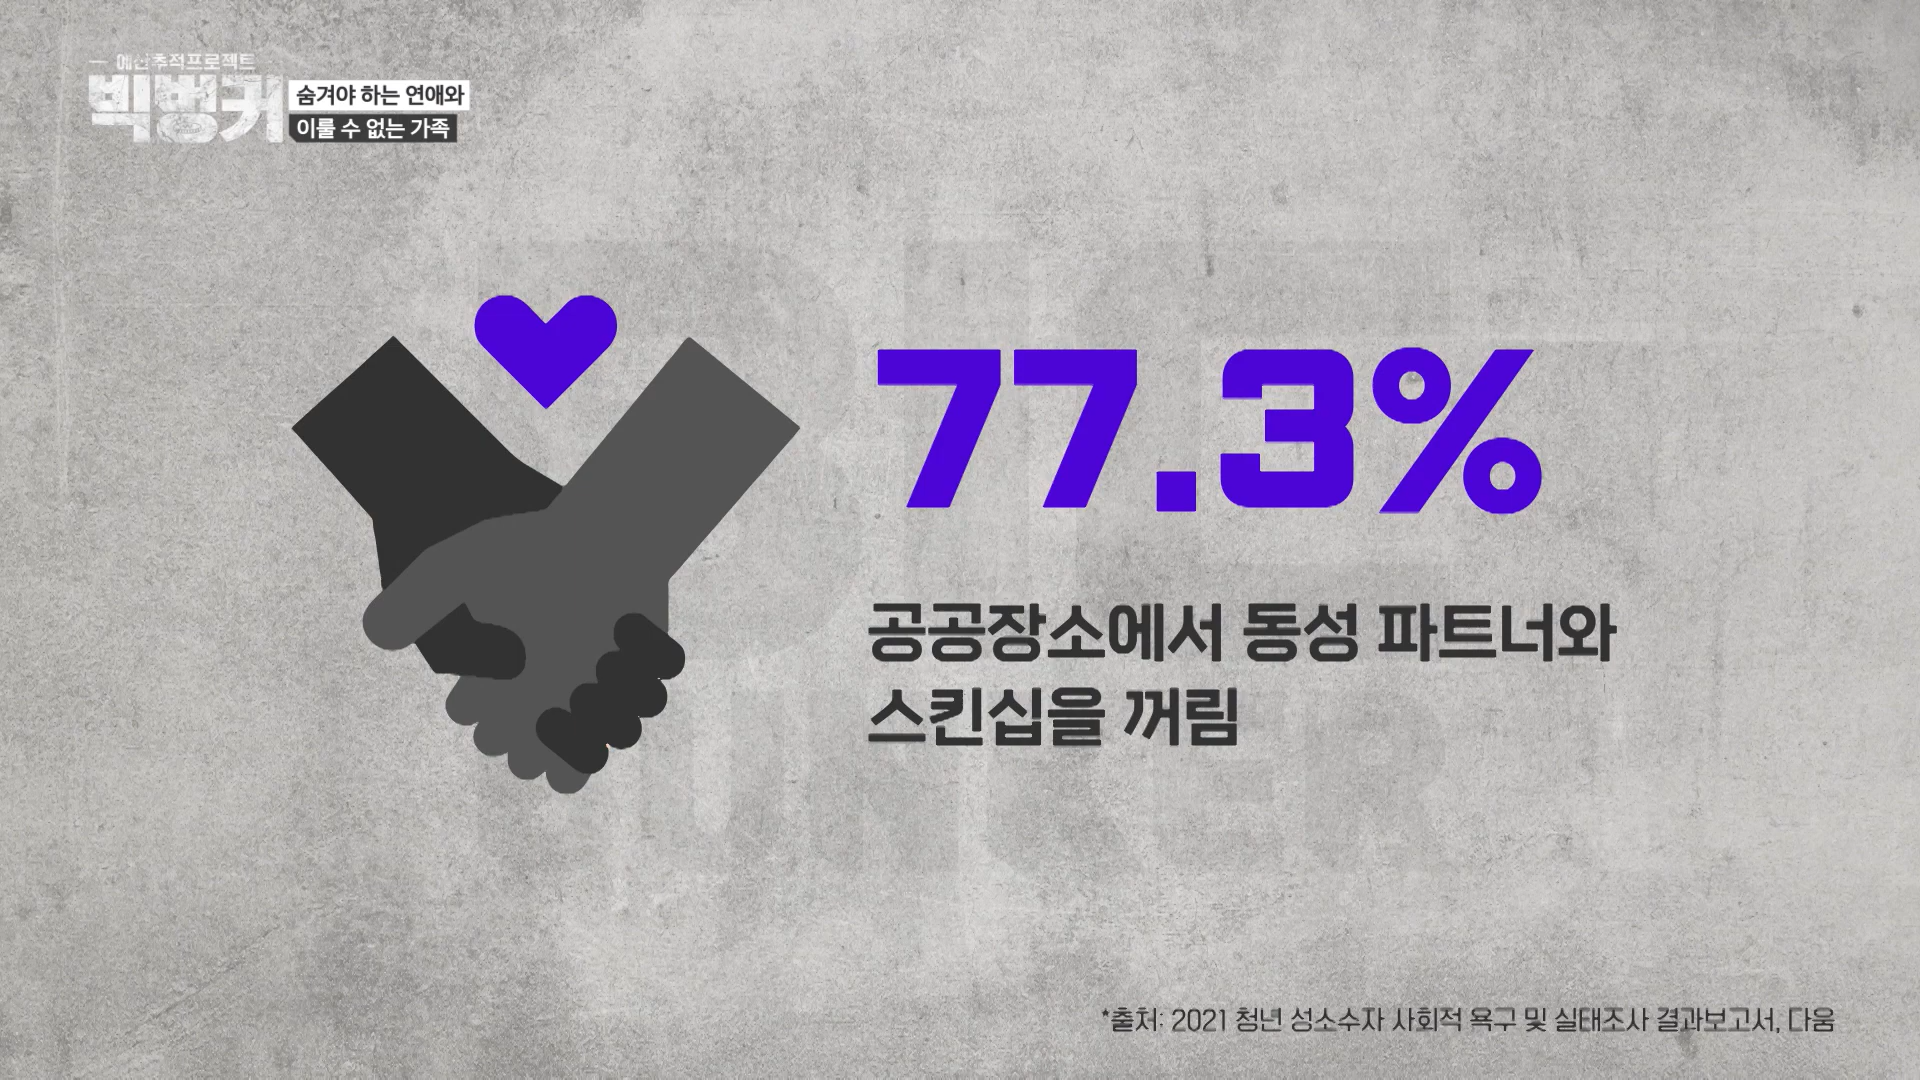 예산추적프로젝트
빅벙커
숨겨야 하는 연애와
이룰 수 없는 가족
77.3%
공공장소에서 동성 파트너와
스킨십을 꺼림
*출처: 2021 청년 성소수자 사회적 욕구 및 실태조사 결과보고서, 다움